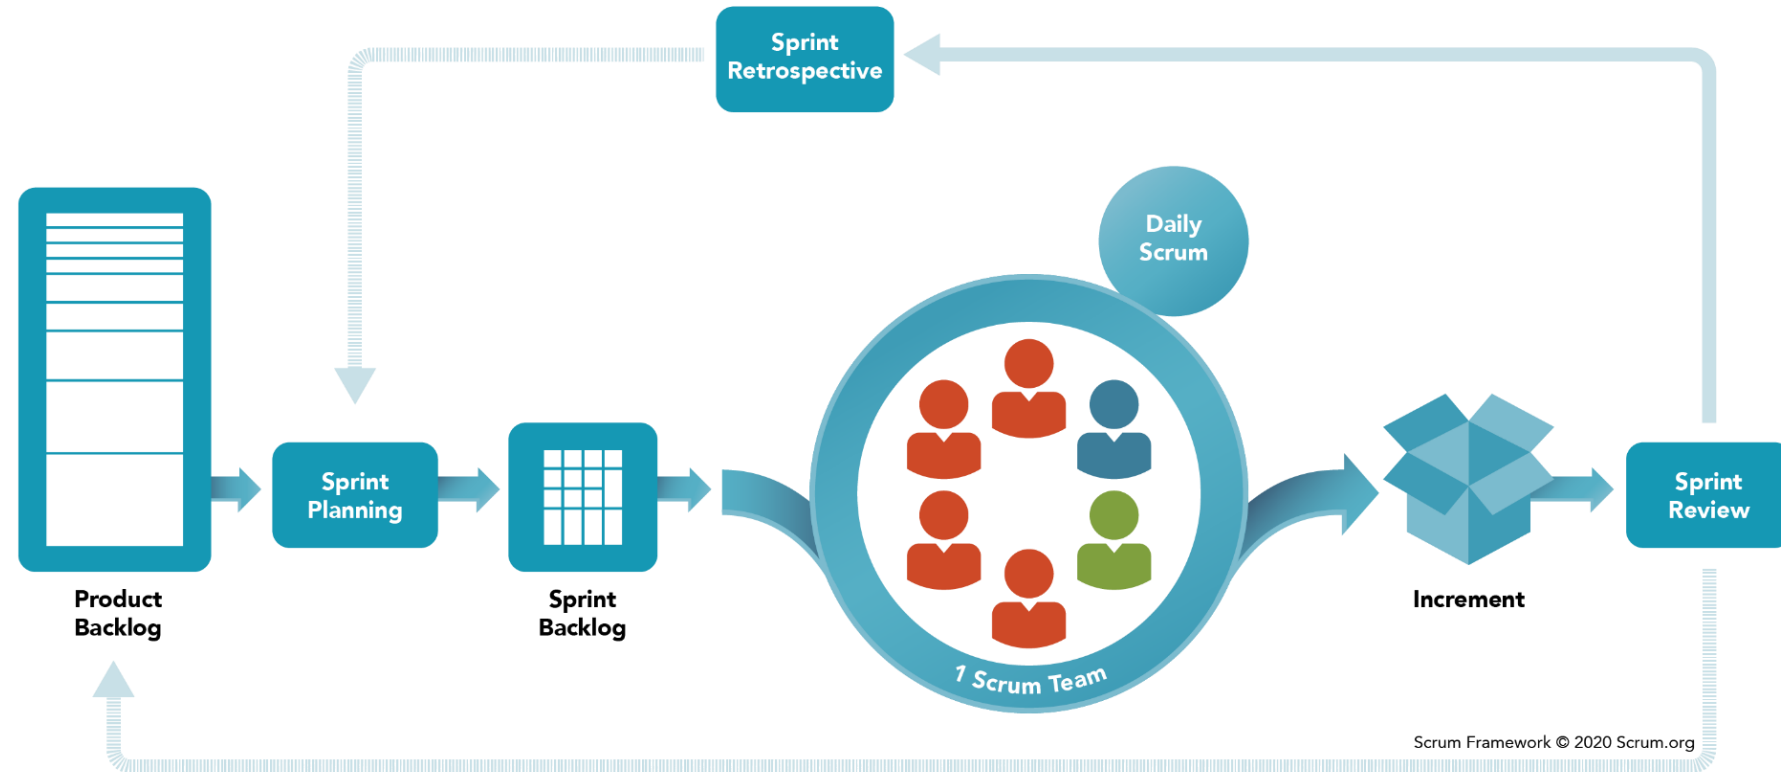 Sprint
Retrospective
Daily
Scrum
Sprint
Planning
Sprint
Review
Product
Backlog
Sprint
Backlog
Increment
1 Scrum Team
Scrum Framework © 2020 Scrum.org